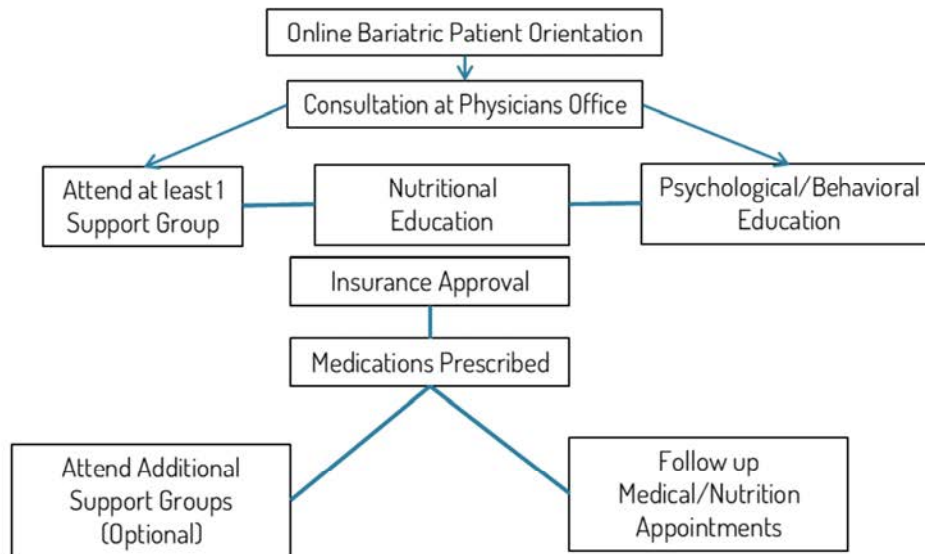 Online Bariatric Patient Orientation
Consultation at Physicians Office
Attend at least 1
Support Group
Nutritional
Education
Psychological/Behavioral
Education
Insurance Approval
Medications Prescribed
Attend Additional
Support Groups
(Optional)
Follow up
Medical/Nutrition
Appointments